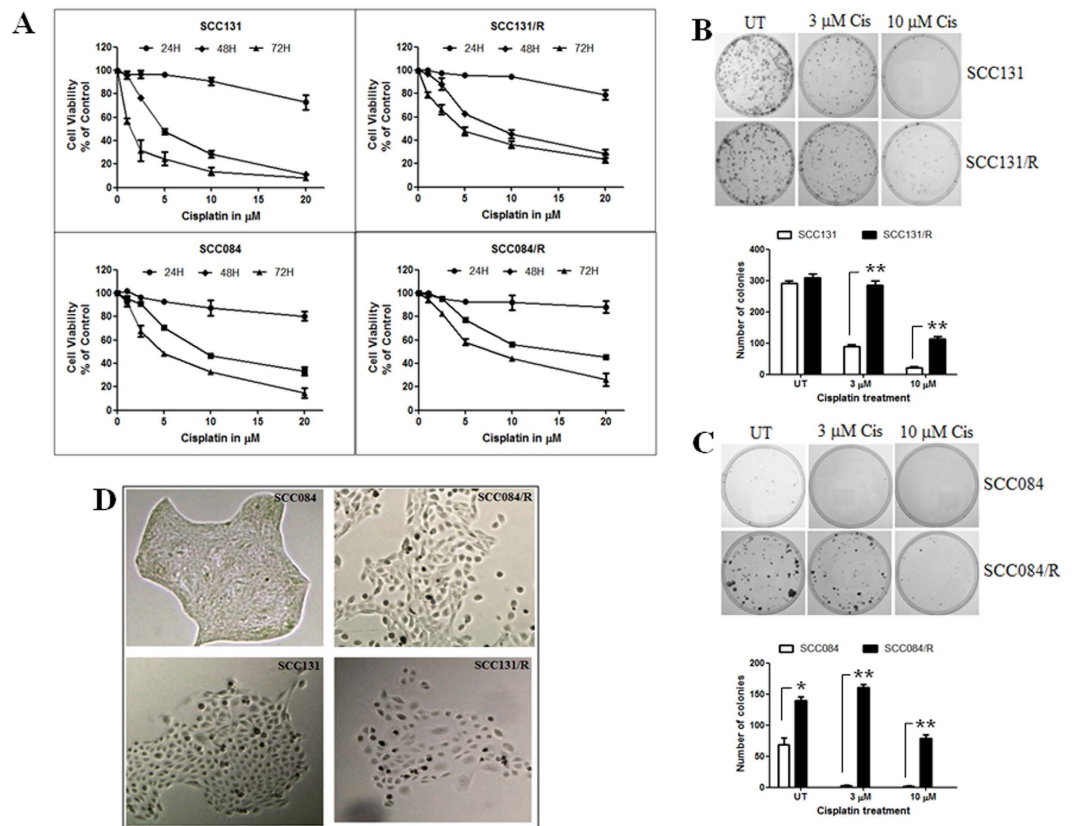 A
SCC131
24H 48H 72H
120
100
80
60
40
20
0
Cell Viability
% of Control
0 5 10 15 20
Cisplatin in μM
SCC131/R
24H 48H 72H
120
100
80
60
40
20
0
Cell Viability
% of Control
0 5 10 15 20
Cisplatin in μM
SCC084
24H 48H 72H
120
100
80
60
40
20
0
Cell Viability
% of Control
0 5 10 15 20
Cisplatin in μM
SCC084/R
24H 48H 72H
120
100
80
60
40
20
0
Cell Viability
% of Control
0 5 10 15 20
Cisplatin in μM
B
UT 3 μM Cis 10 μM Cis
SCC131
SCC131/R
SCC131 SCC131/R
400
300
200
100
0
Number of colonies
**
**
UT 3 μM 10 μM
Cisplatin treatment
C
UT 3 μM Cis 10 μM Cis
SCC084
SCC084/R
SCC084 SCC084/R
200
150
100
50
0
Number of colonies
*
**
**
UT 3 μM 10 μM
Cisplatin treatment
D
SCC084
SCC084/R
SCC131
SCC131/R